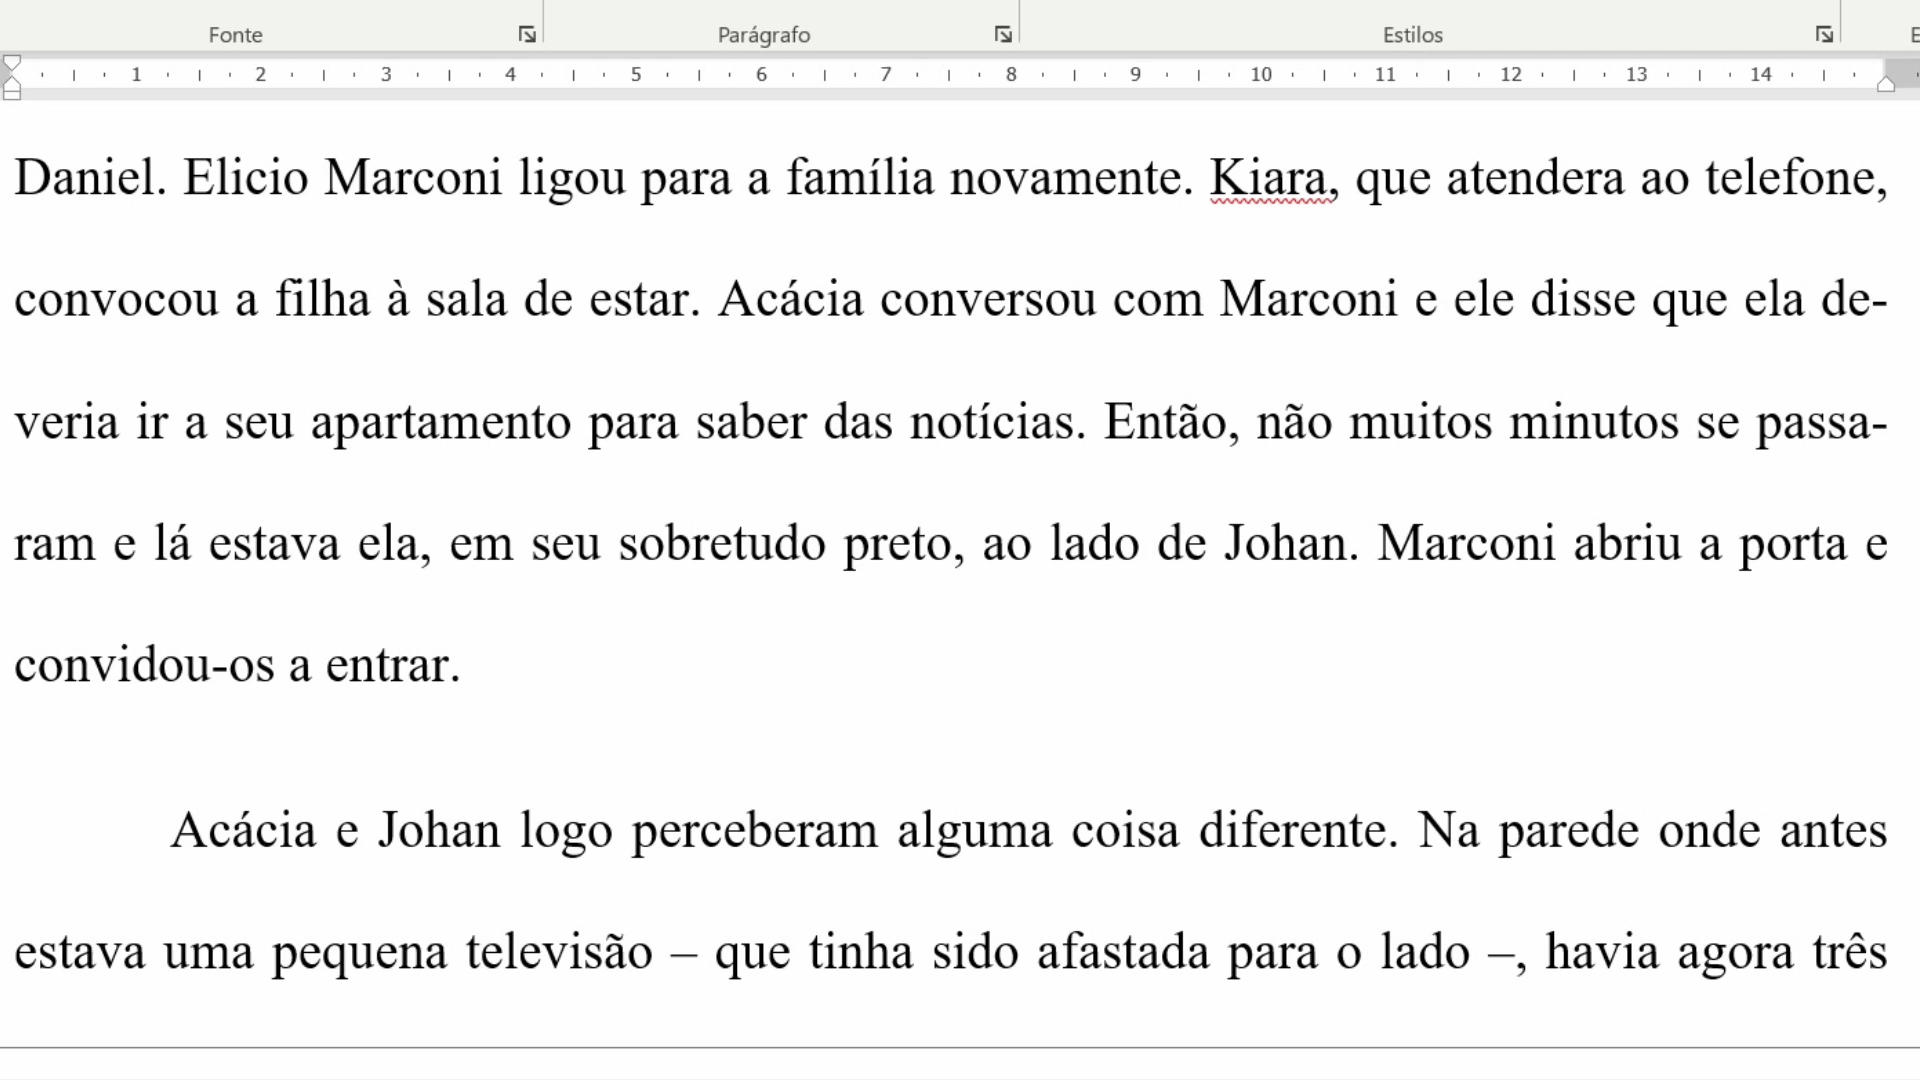 Fonte Parágrafo Estilos E
1 2 3 4 5 6 7 8 9 10 11 12 13 14
Daniel. Elicio Marconi ligou para a família novamente. Kiara, que atendera ao telefone,
convocou a filha à sala de estar. Acácia conversou com Marconi e ele disse que ela de-
veria ir a seu apartamento para saber das notícias. Então, não muitos minutos se passa-
ram e lá estava ela, em seu sobretudo preto, ao lado de Johan. Marconi abriu a porta e
convidou-os a entrar.
Acácia e Johan logo perceberam alguma coisa diferente. Na parede onde antes
estava uma pequena televisão – que tinha sido afastada para o lado –, havia agora três